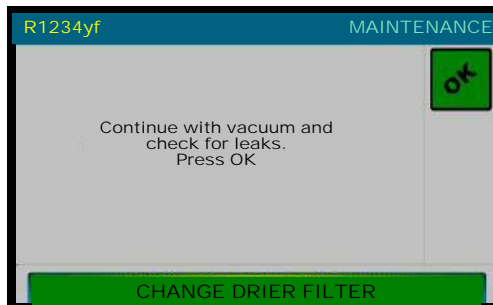 R1234yf MAINTENANCE
OK
Continue with vacuum and
check for leaks.
Press OK
CHANGE DRIER FILTER